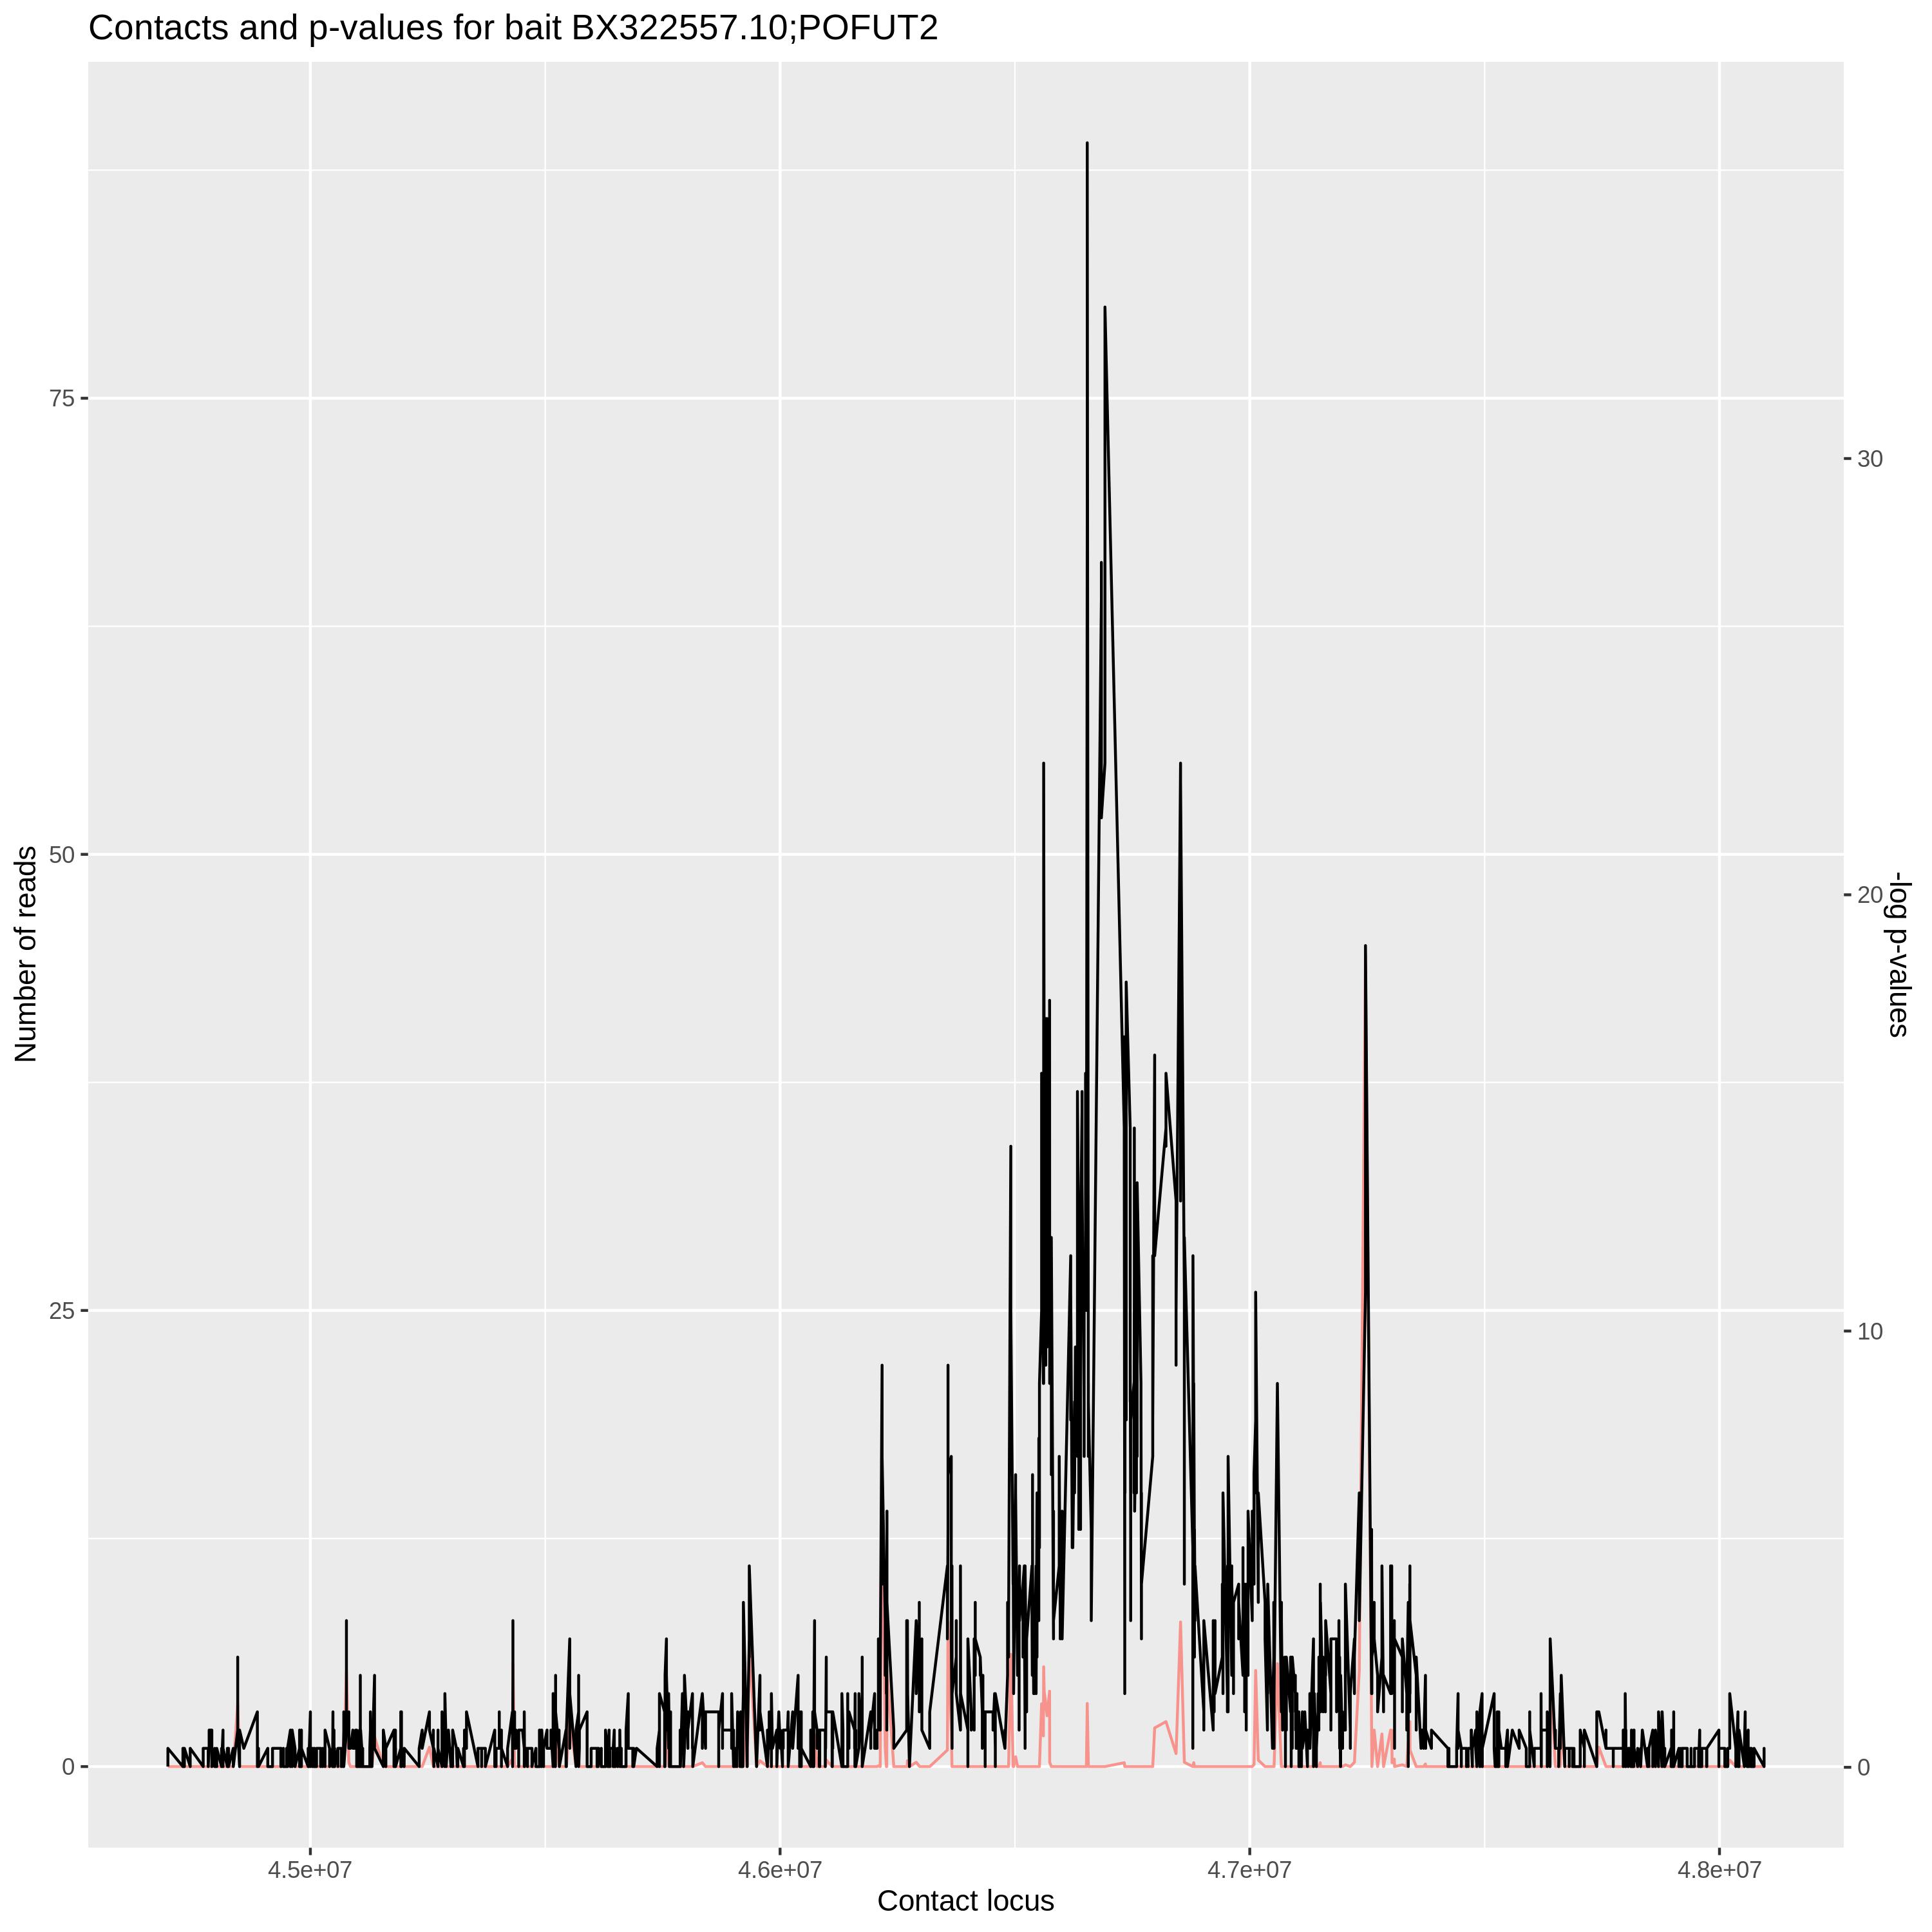 Contacts and p-values for bait BX322557.10;POFUT2
75
50
25
0
Number of reads
30
20
10
0
-log p-values
4.5e+07 4.6e+07 4.7e+07 4.8e+07
Contact locus